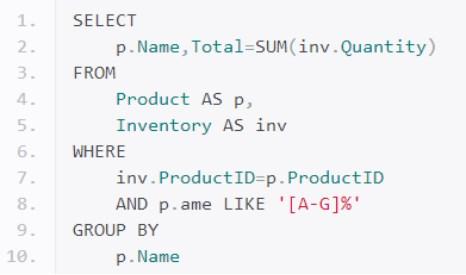 1. SELECT
2. p.Name,Total=SUM(inv.Quantity)
3. FROM
4. Product AS p,
5. Inventory AS inv
6. WHERE
7. inv.ProductID=p.ProductID
8. AND p.ame LIKE '[A-G]%'
9. GROUP BY
10. p.Name